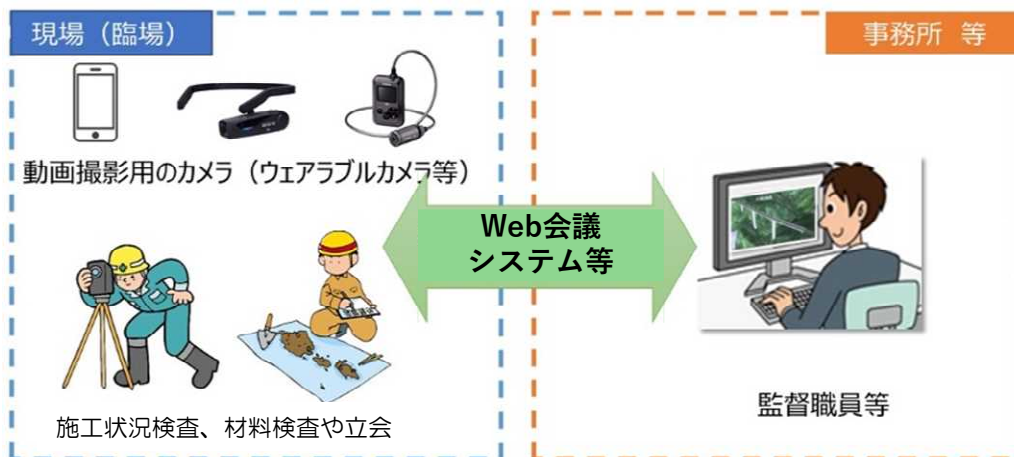 現場（臨場）
事務所 等
動画撮影用のカメラ（ウェアラブルカメラ等）
Web会議
システム等
施工状況検査、材料検査や立会
監督職員等